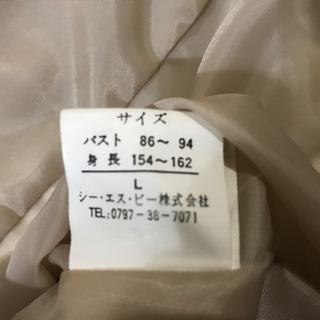 サイズ
バスト 86～ 94
身長 154～162
L
シー・エス・ピー株式会社
TEL:0797-38-7071